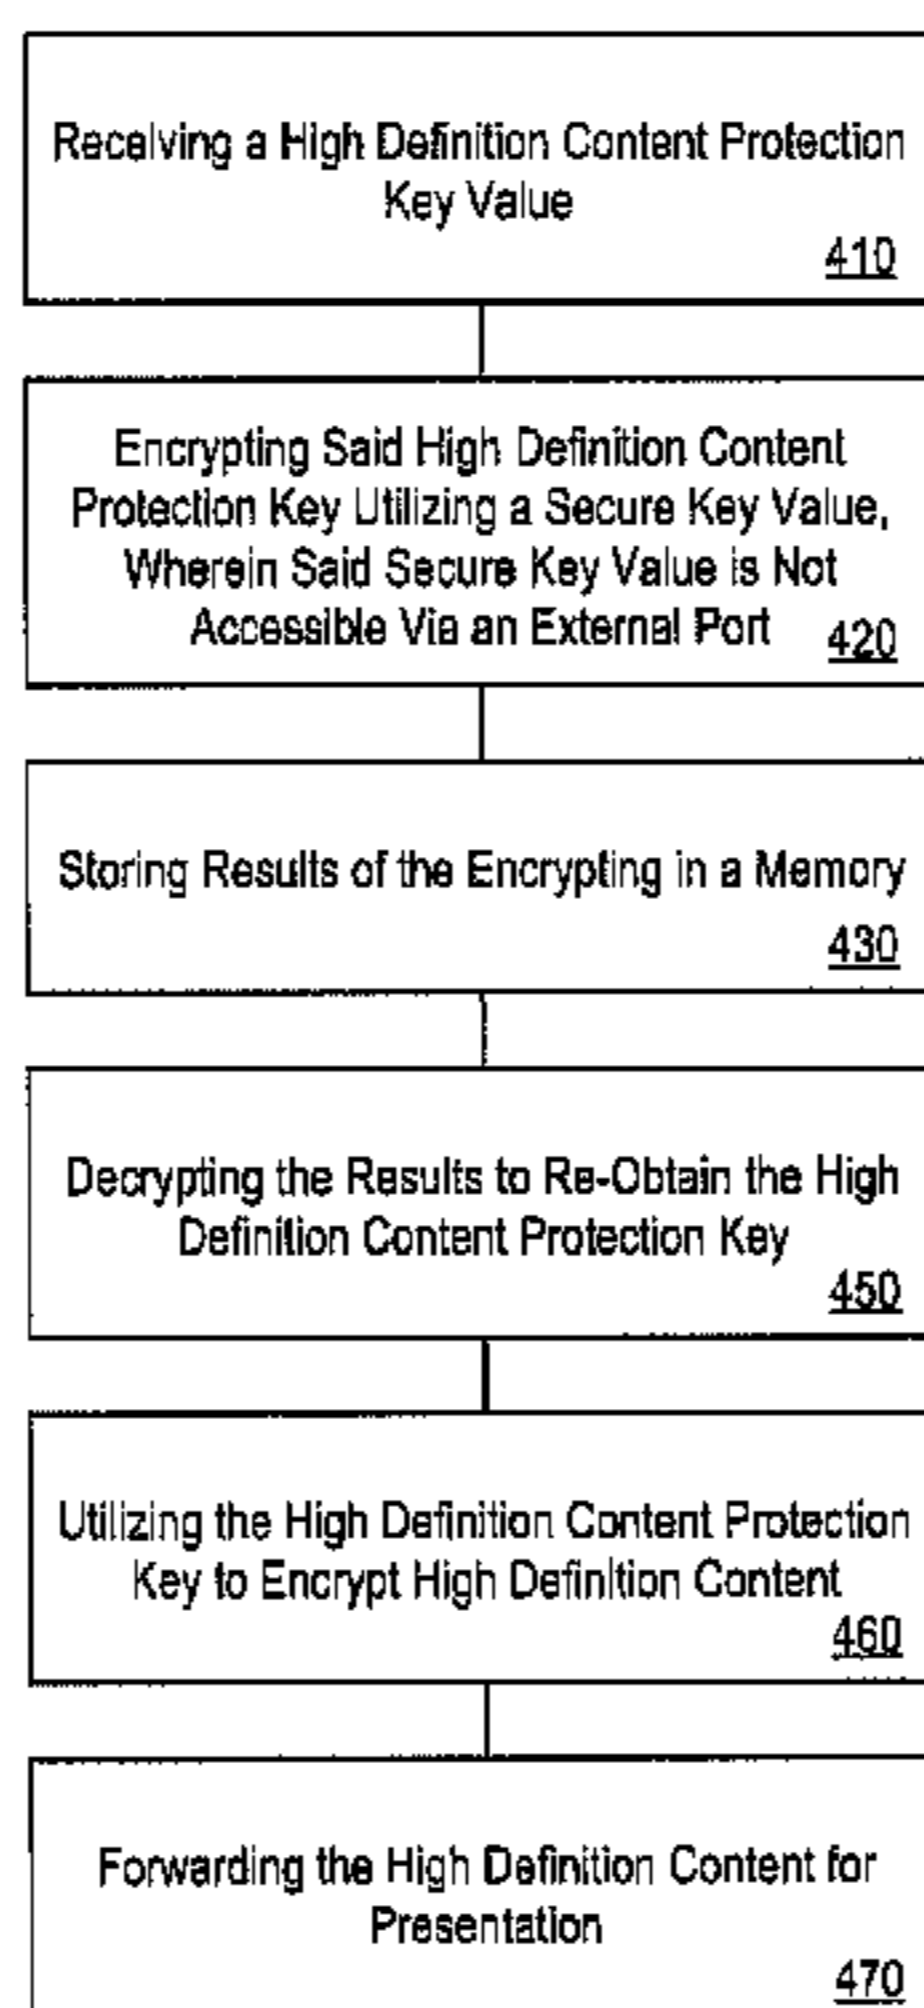 Receiving a High Definition Content Protection
Key Value
410
Encrypting Said High Definition Content
Protection Key Utilizing a Secure Key Value,
Wherein Said Secure Key Value is Not
Accessible Via an External Port
420
Storing Results of the Encrypting in a Memory
430
Decrypting the Results to Re-Obtain the High
Definition Content Protection Key
450
Utilizing the High Definition Content Protection
Key to Encrypt High Definition Content
460
Forwarding the High Definition Content for
Presentation
470